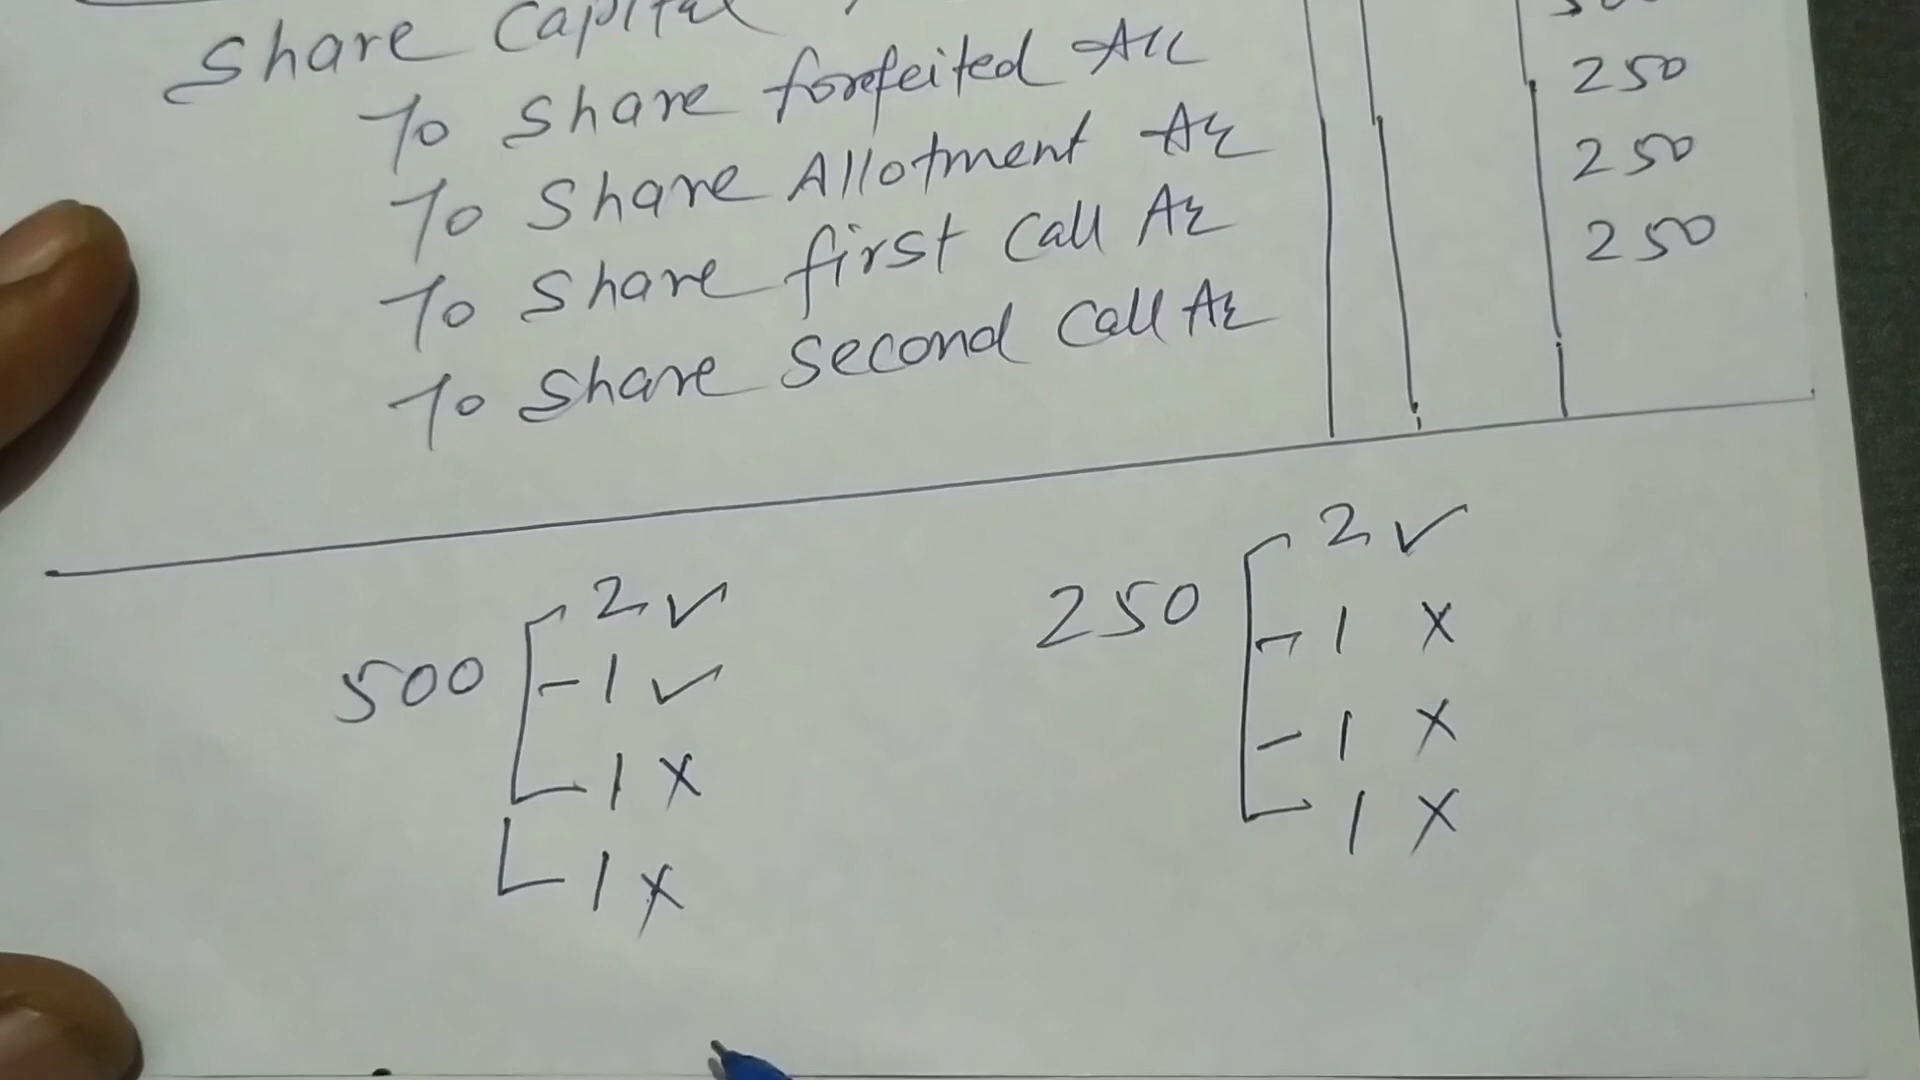 Share Capital
To Share forefeited A/c 250
To Share Allotment A/c 250
To Share first Call A/c 250
To Share Second Call A/c
500 2 ✓
1 ✓
1 X
1 X
250 2 ✓
1 X
1 X
1 X